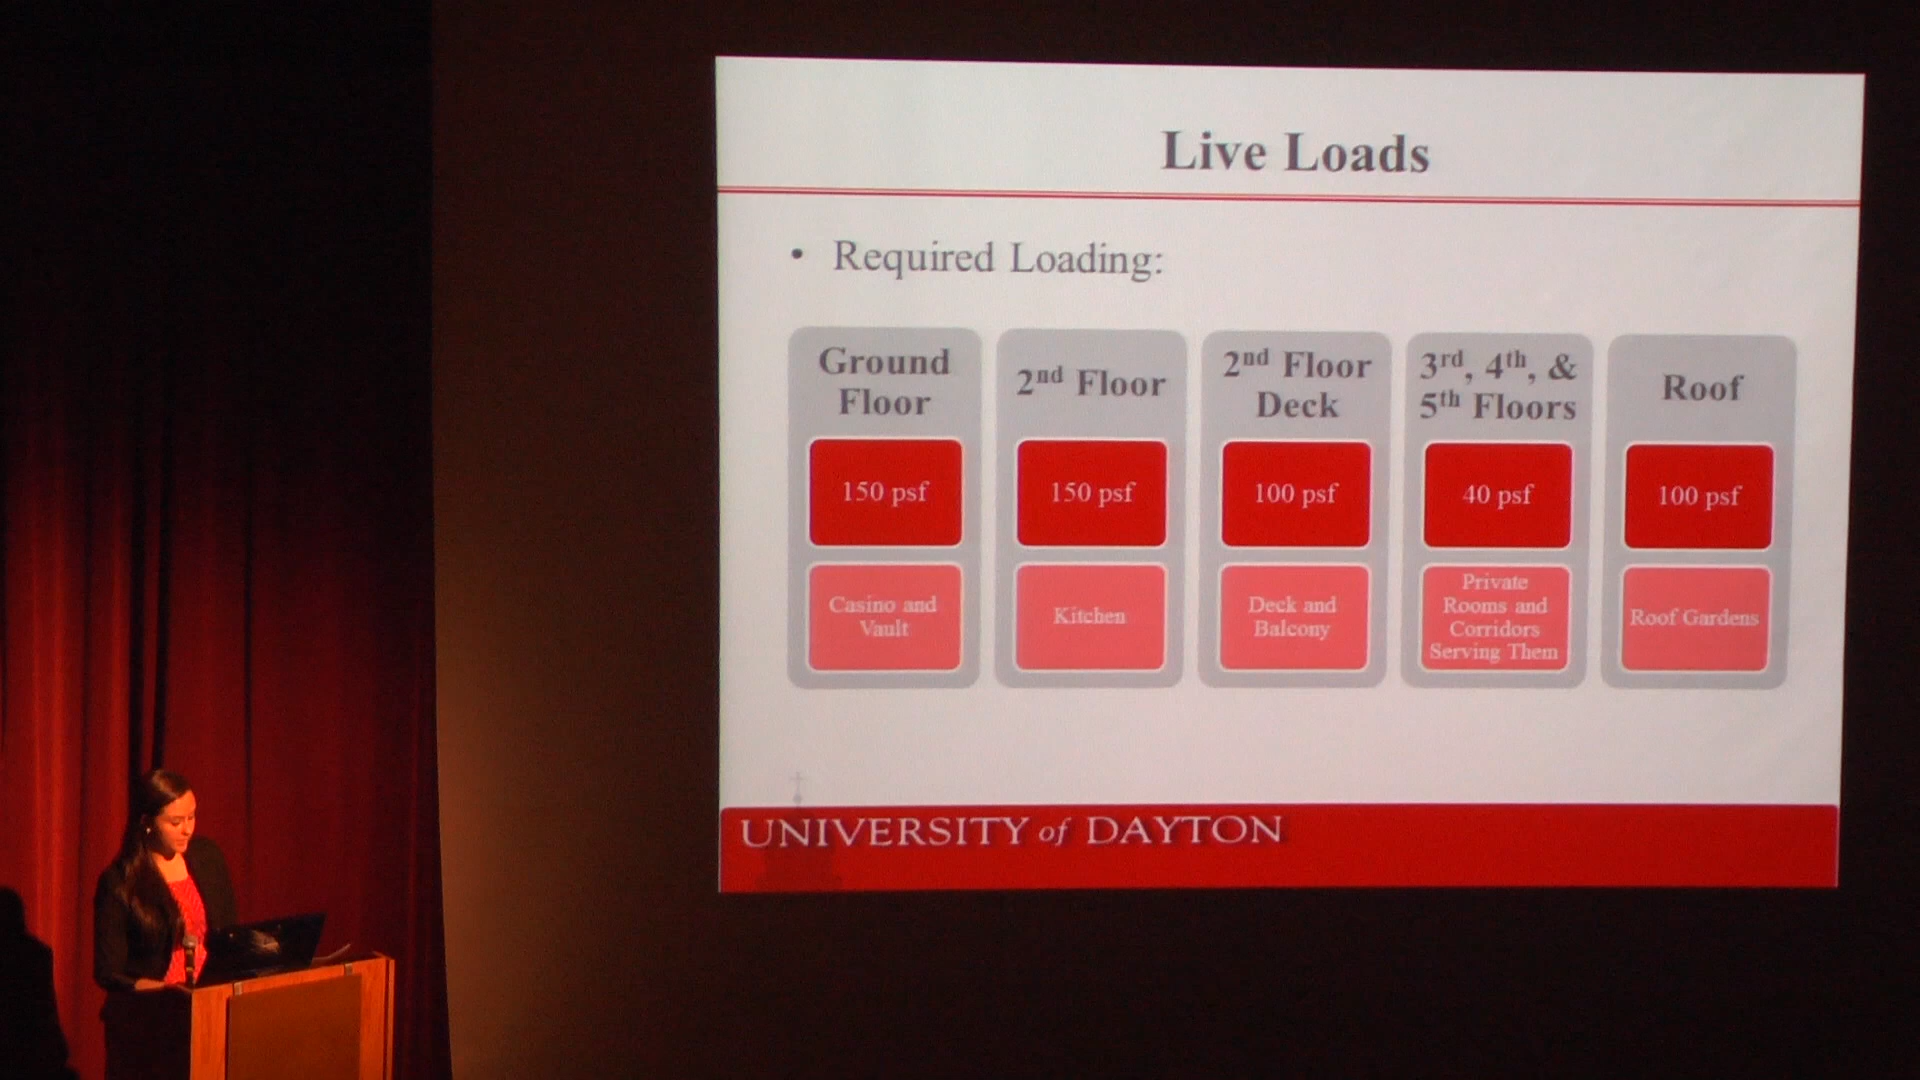 Live Loads
• Required Loading:
Ground
Floor
150 psf
Casino and
Vault
2nd Floor
150 psf
Kitchen
2nd Floor
Deck
100 psf
Deck and
Balcony
3rd, 4th, &
5th Floors
40 psf
Private
Rooms and
Corridors
Serving Them
Roof
100 psf
Roof Gardens
UNIVERSITY of DAYTON